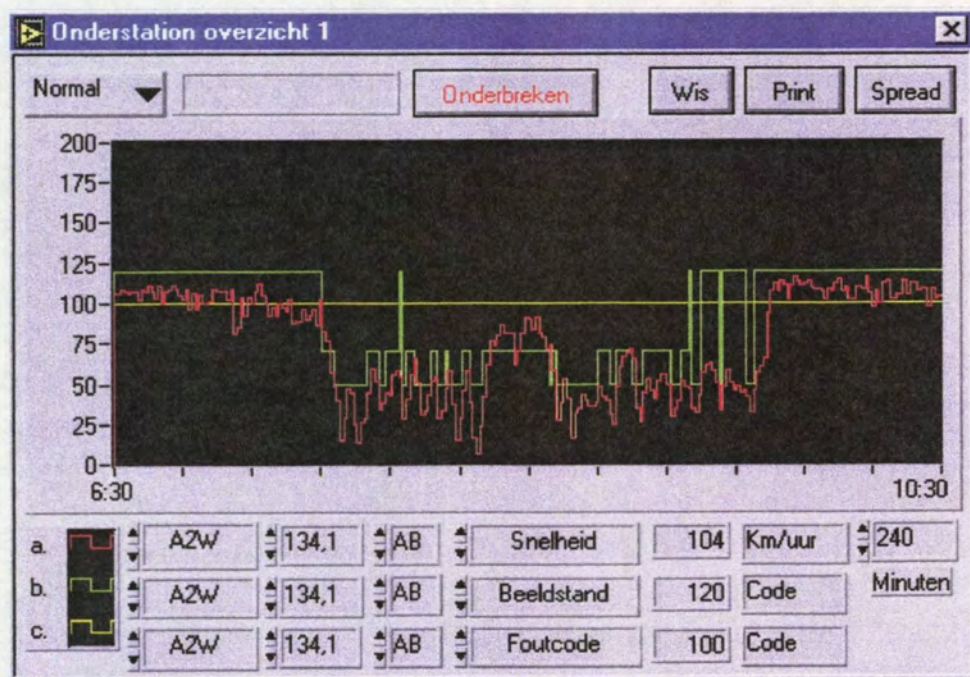 Onderstation overzicht 1
Normal Onderbreken Wis Print Spread
200
175
150
125
100
75
50
25
0
6:30 10:30
a. A2W 134,1 AB Snelheid 104 Km/uur 240
Minuten
b. A2W 134,1 AB Beeldstand 120 Code
c. A2W 134,1 AB Foutcode 100 Code